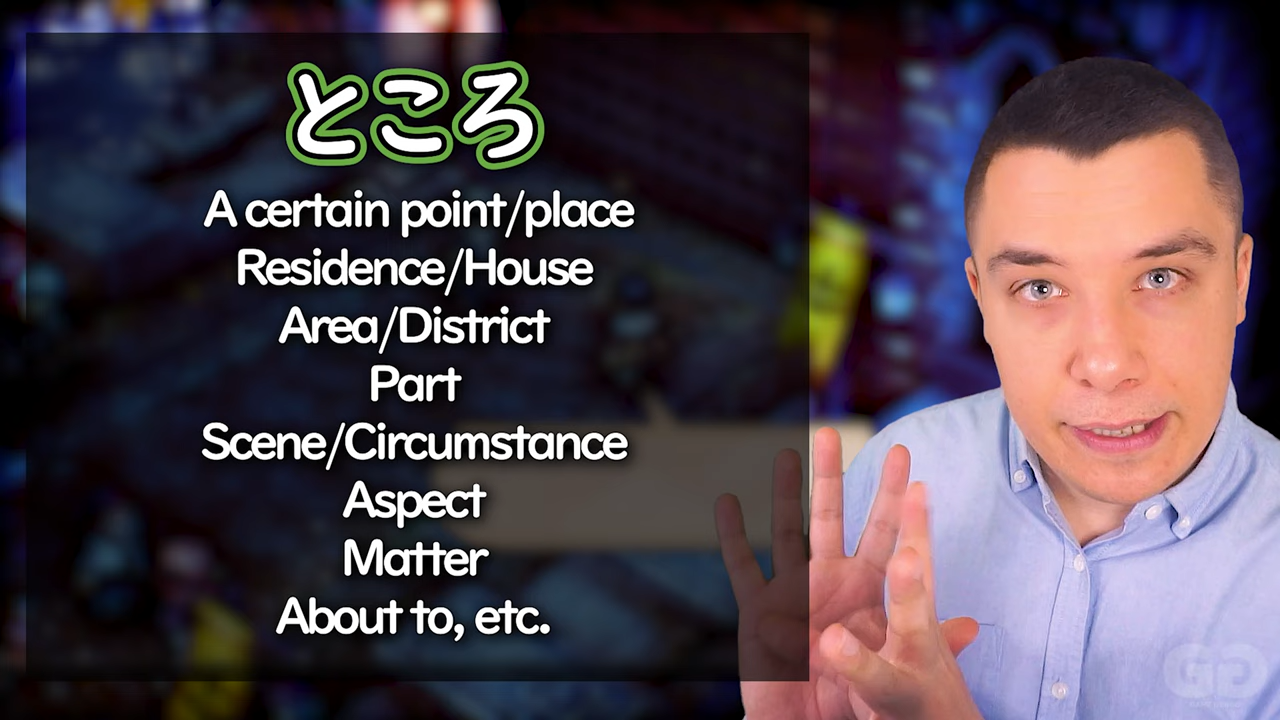 ところ
A certain point/place
Residence/House
Area/District
Part
Scene/Circumstance
Aspect
Matter
About to, etc.